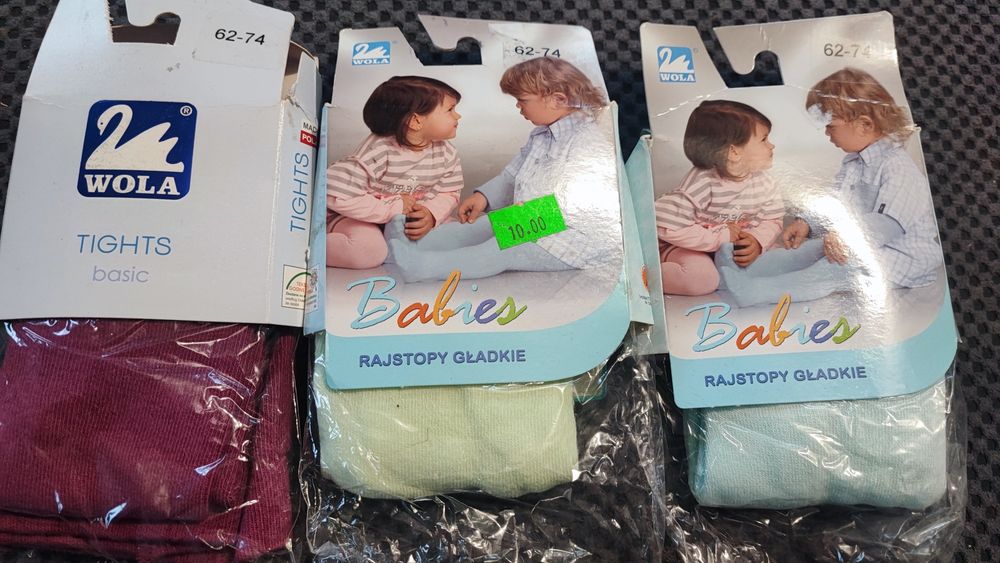 62-74
®
WOLA
TIGHTS
basic
TIGHTS
WOLA
62-74
10.00
Babies
RAJSTOPY GŁADKIE
WOLA
62-74
Babies
RAJSTOPY GŁADKIE